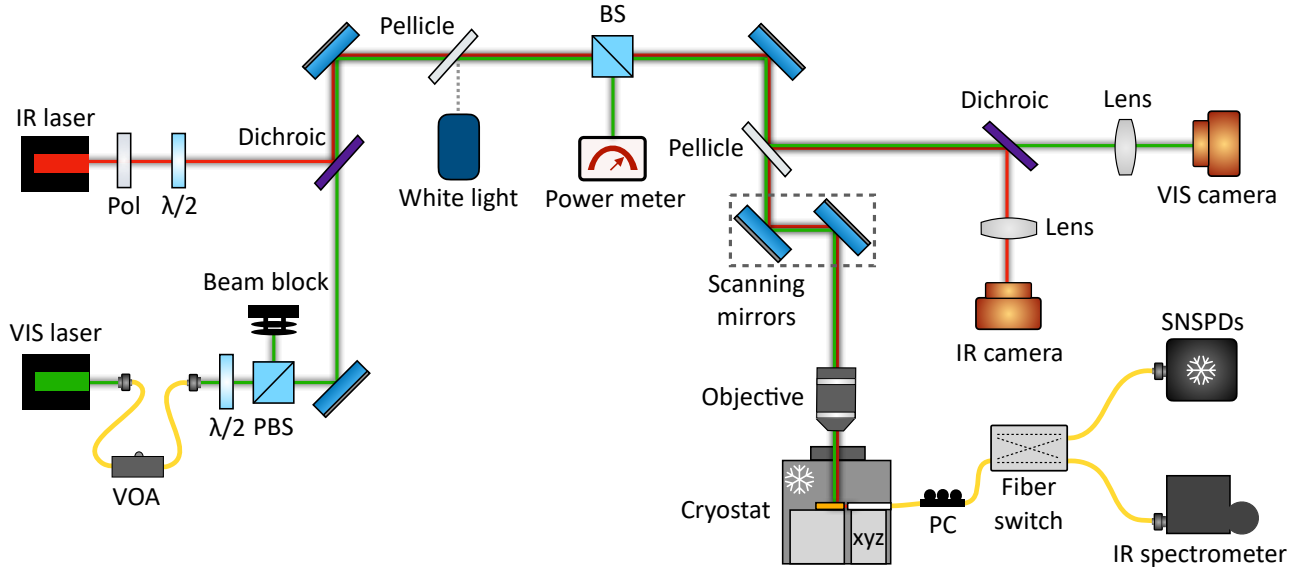 BS
Pellicle
IR laser
Dichroic
Dichroic
Lens
Pellicle
Pol
λ/2
White light
Power meter
VIS camera
Lens
Beam block
Scanning
mirrors
VIS laser
IR camera
SNSPDs
Objective
λ/2
PBS
VOA
Cryostat
xyz
PC
Fiber
switch
IR spectrometer